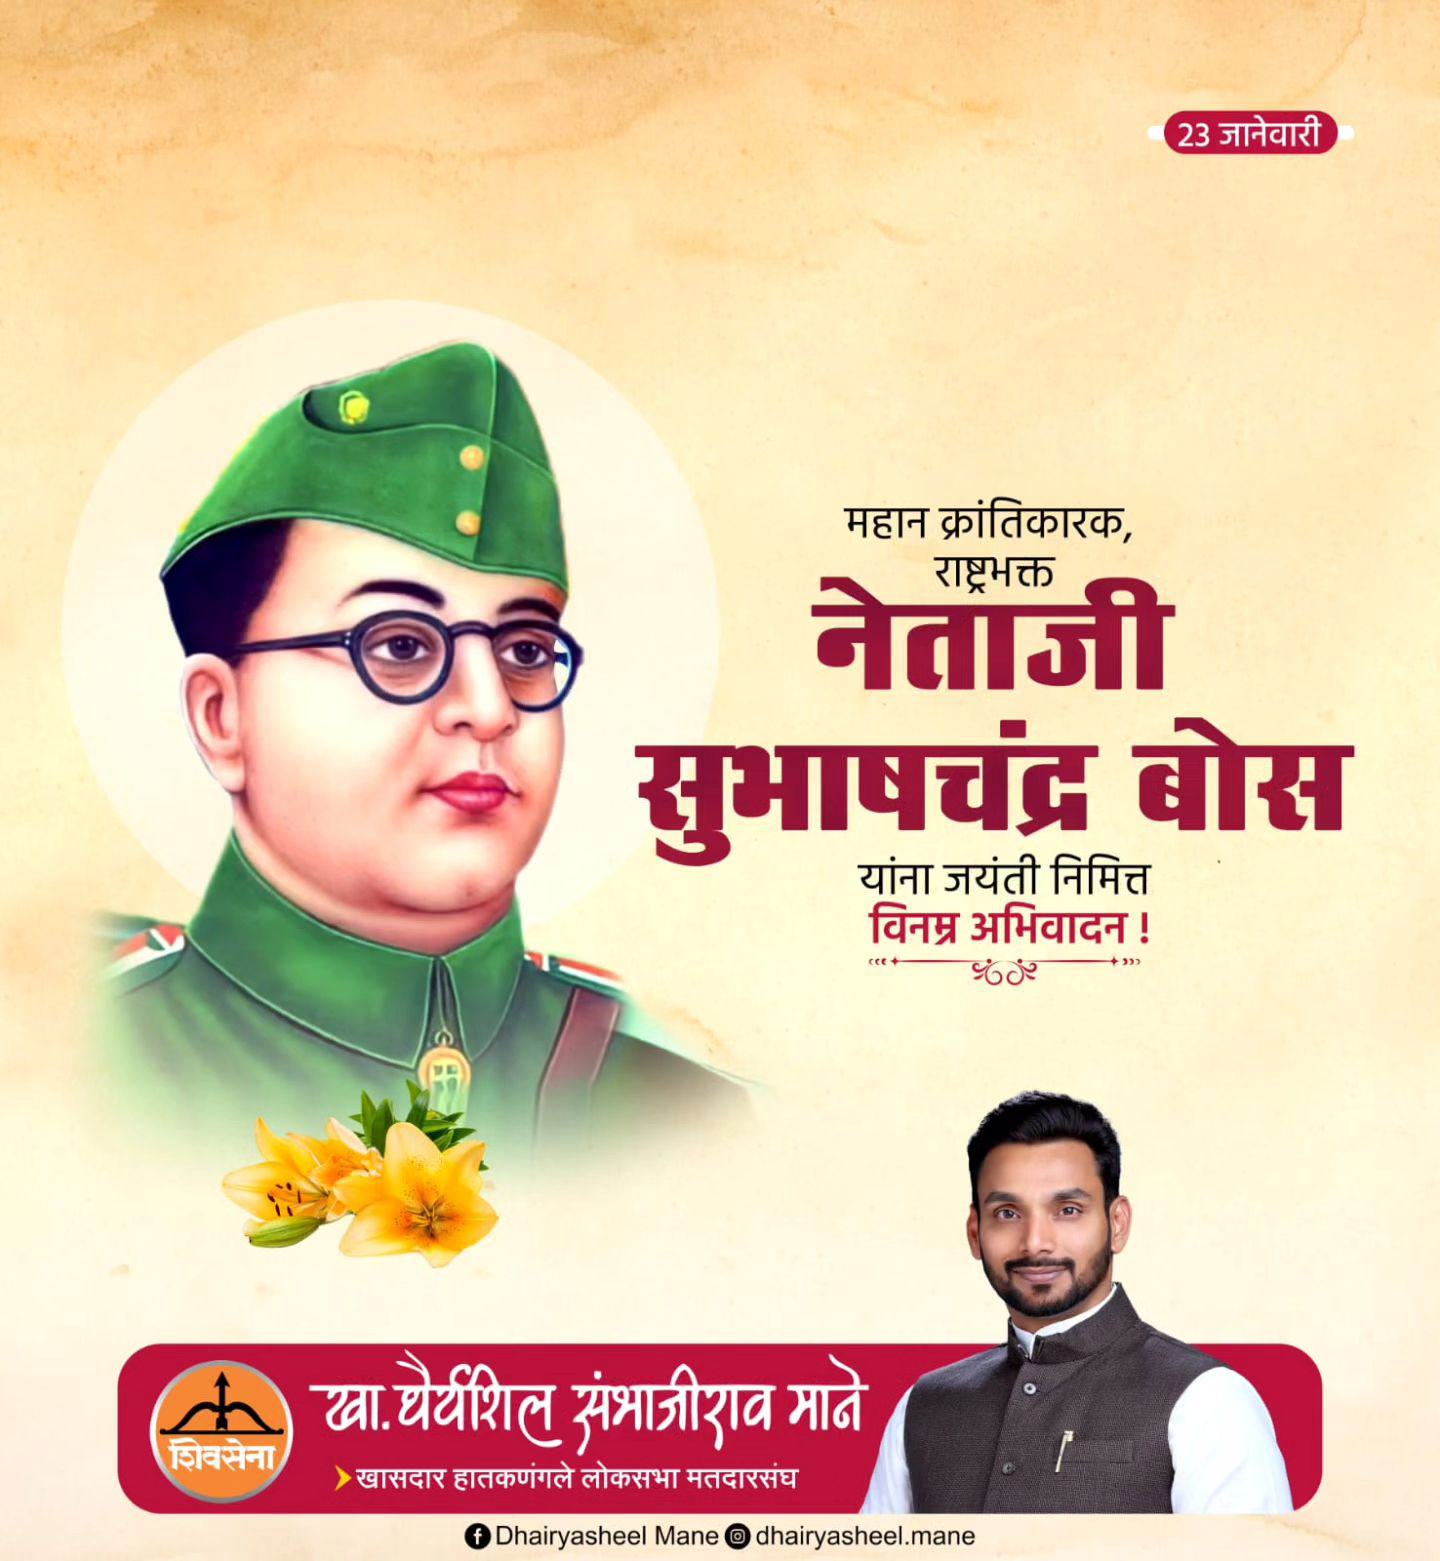 23 जानेवारी
महान क्रांतिकारक,
राष्ट्रभक्त
नेताजी
सुभाषचंद्र बोस
यांना जयंती निमित्त
विनम्र अभिवादन !
शिवसेना
खा. धैर्यशिल संभाजीराव माने
खासदार हातकणंगले लोकसभा मतदारसंघ
Dhairyasheel Mane dhairyasheel.mane